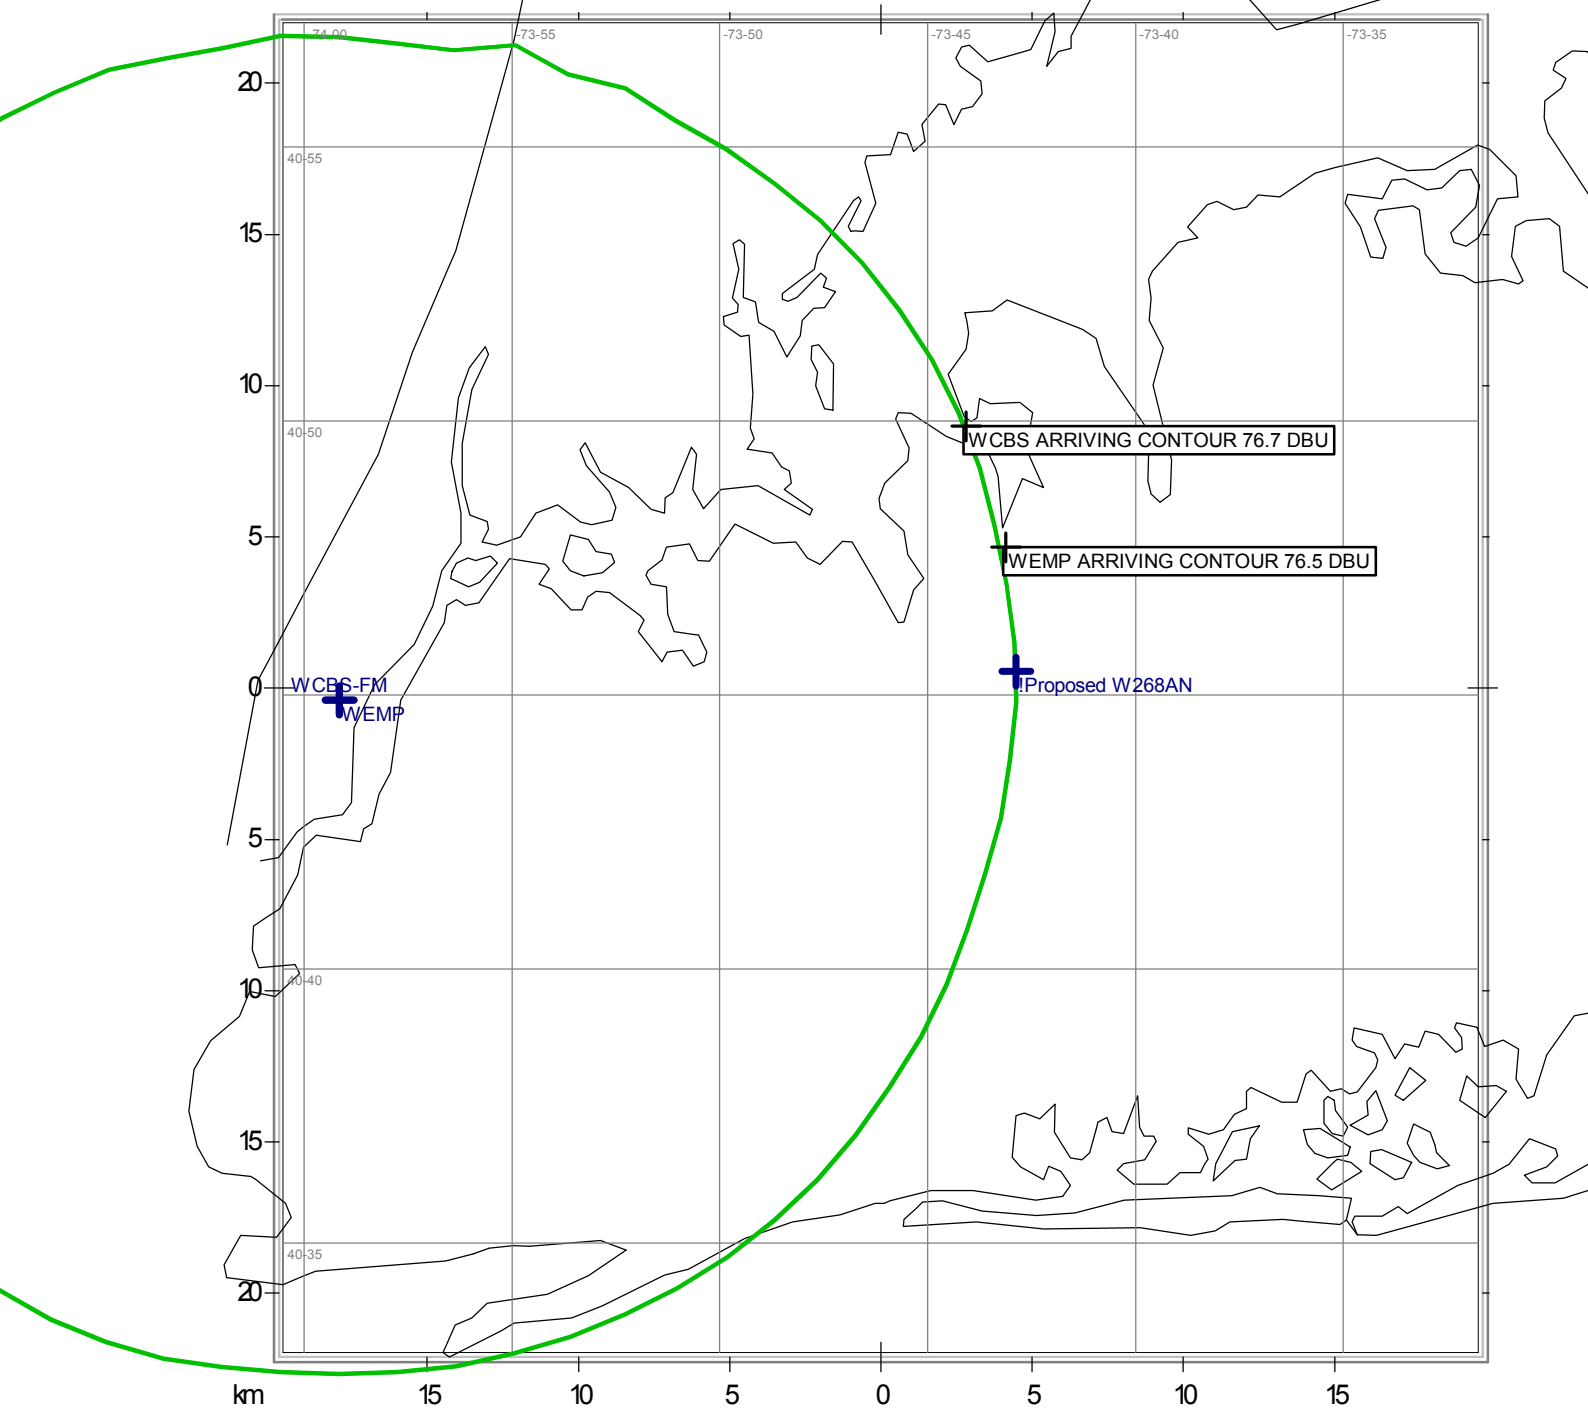 -74-00 -73-55 -73-50 -73-45 -73-40 -73-35
20
40-55
15
10
40-50
WCBS ARRIVING CONTOUR 76.7 DBU
5
WEMP ARRIVING CONTOUR 76.5 DBU
0
WCBS-FM
!Proposed W268AN
WEMP
5
40-40
10
15
40-35
20
km 15 10 5 0 5 10 15